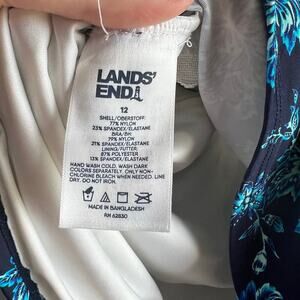 LANDS'
END
12
SHELL/OBERSTOFF:
77% NYLON
23% SPANDEX/ELASTANE
BRA/BH:
79% NYLON
21% SPANDEX/ELASTANE
LINING/FUTTER:
87% POLYESTER
13% SPANDEX/ELASTANE
HAND WASH COLD. WASH DARK
COLORS SEPARATELY. ONLY NON-
CHLORINE BLEACH WHEN NEEDED. LINE
DRY. DO NOT IRON.
MADE IN BANGLADESH
RN 62830